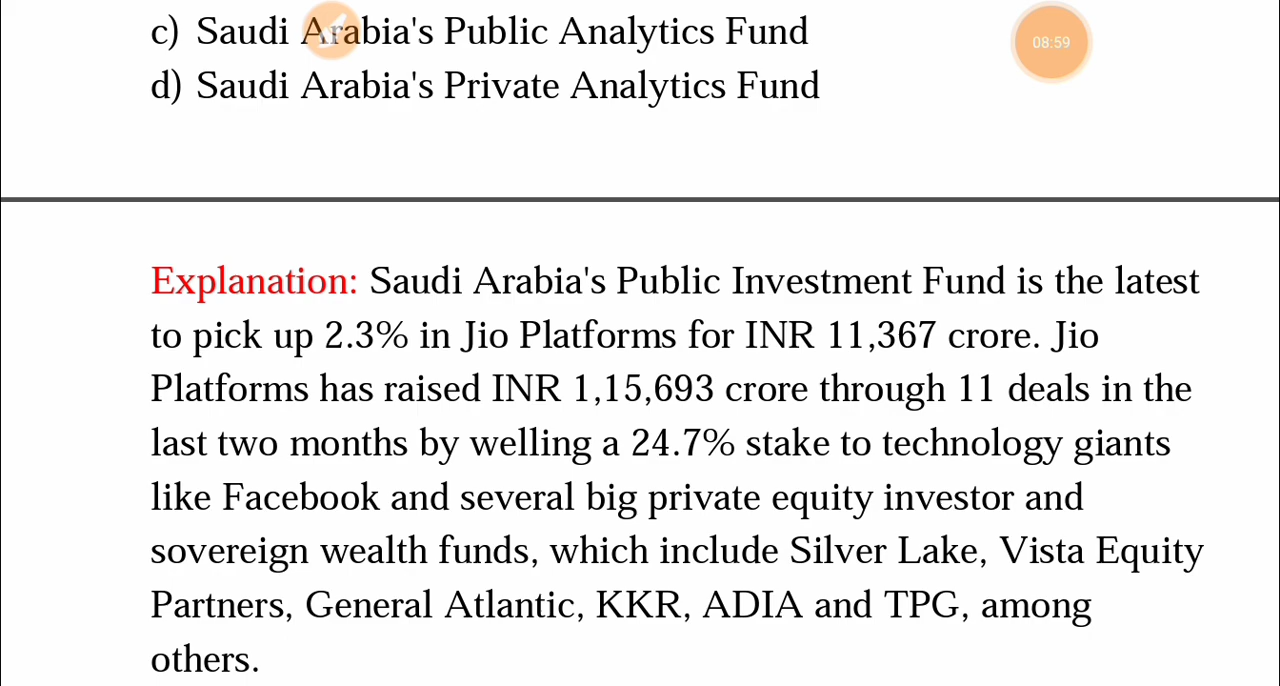 c) Saudi Arabia's Public Analytics Fund
08:59
d) Saudi Arabia's Private Analytics Fund
Explanation: Saudi Arabia's Public Investment Fund is the latest
to pick up 2.3% in Jio Platforms for INR 11,367 crore. Jio
Platforms has raised INR 1,15,693 crore through 11 deals in the
last two months by welling a 24.7% stake to technology giants
like Facebook and several big private equity investor and
sovereign wealth funds, which include Silver Lake, Vista Equity
Partners, General Atlantic, KKR, ADIA and TPG, among
others.